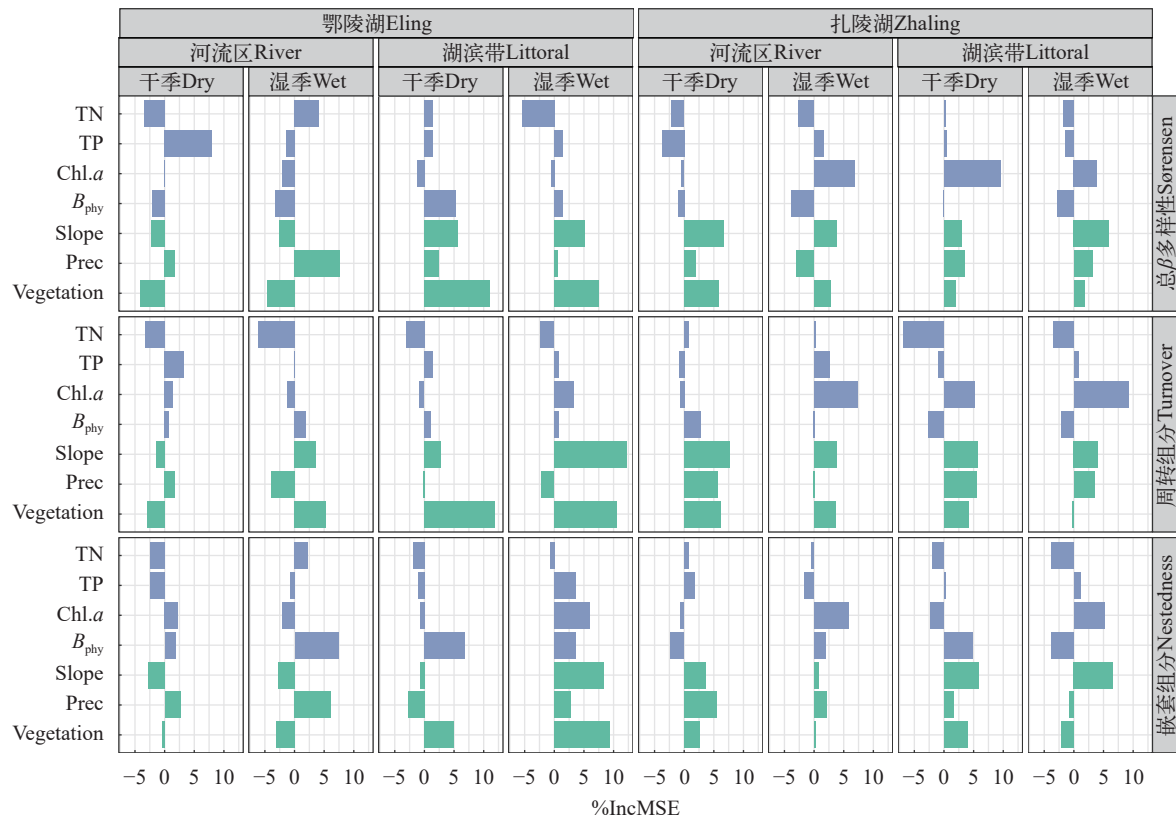 鄂陵湖Eling 扎陵湖Zhaling
河流区River 湖滨带Littoral 河流区River 湖滨带Littoral
干季Dry 湿季Wet 干季Dry 湿季Wet 干季Dry 湿季Wet 干季Dry 湿季Wet
TN
TP
Chl.a
Bphy
Slope
Prec
Vegetation
总β多样性Sørensen
TN
TP
Chl.a
Bphy
Slope
Prec
Vegetation
周转组分Turnover
TN
TP
Chl.a
Bphy
Slope
Prec
Vegetation
嵌套组分Nestedness
−5 0 5 10 −5 0 5 10 −5 0 5 10 −5 0 5 10 −5 0 5 10 −5 0 5 10 −5 0 5 10 −5 0 5 10
%IncMSE